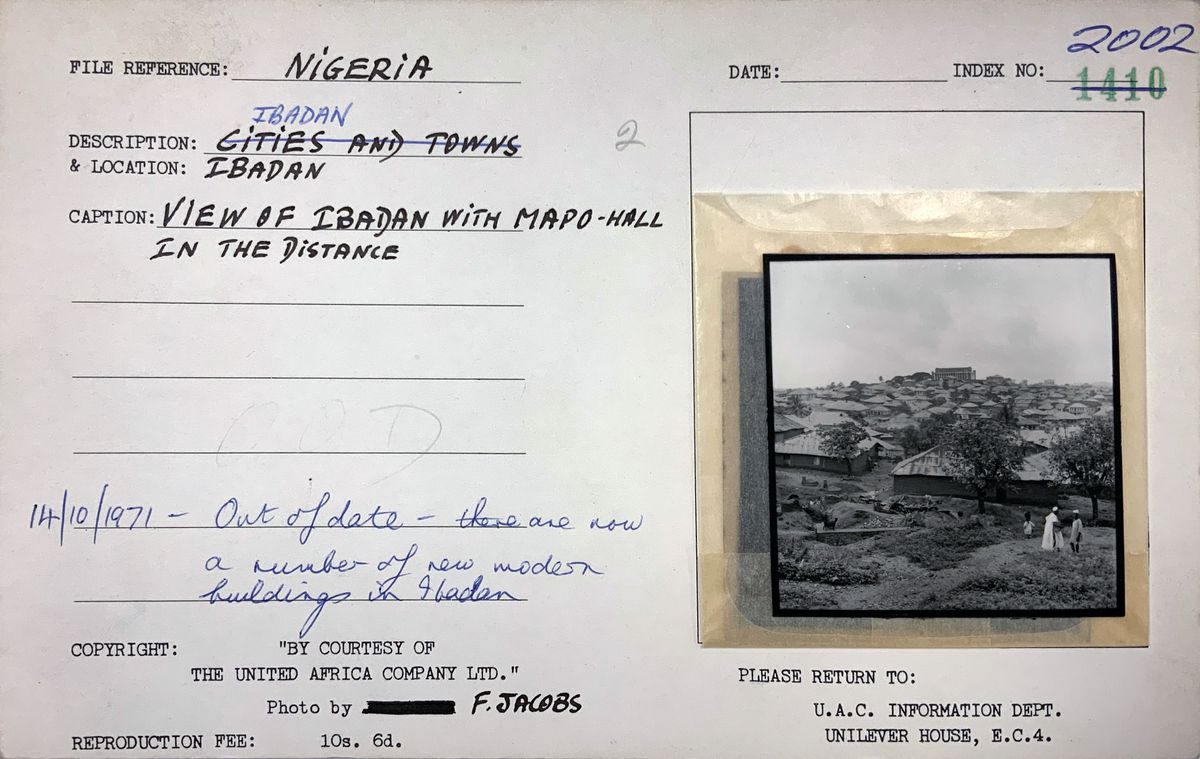 FILE REFERENCE: NIGERIA
DATE:
INDEX NO: 2002
1410
IBADAN
DESCRIPTION: CITIES AND TOWNS
2
& LOCATION: IBADAN
CAPTION: VIEW OF IBADAN WITH MAPO-HALL
IN THE DISTANCE
OOD
14/10/1971 - Out of date - there are now
a number of new modern
buildings in Ibadan
COPYRIGHT: "BY COURTESY OF
THE UNITED AFRICA COMPANY LTD."
Photo by F. JACOBS
REPRODUCTION FEE: 10s. 6d.
PLEASE RETURN TO:
U.A.C. INFORMATION DEPT.
UNILEVER HOUSE, E.C.4.